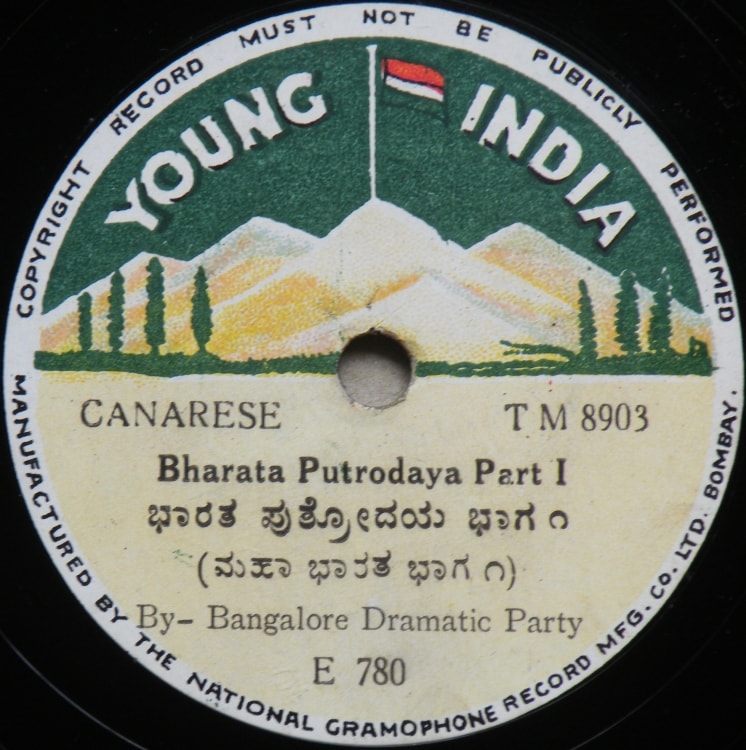 COPYRIGHT RECORD MUST NOT BE PUBLICLY PERFORMED
YOUNG INDIA
CANARESE T M 8903
Bharata Putrodaya Part I
ಭಾರತ ಪುತ್ರೋದಯ ಭಾಗ ೧
(ಮಹಾ ಭಾರತ ಭಾಗ ೧)
By- Bangalore Dramatic Party
E 780
MANUFACTURED BY THE NATIONAL GRAMOPHONE RECORD MFG. CO. LTD. BOMBAY.